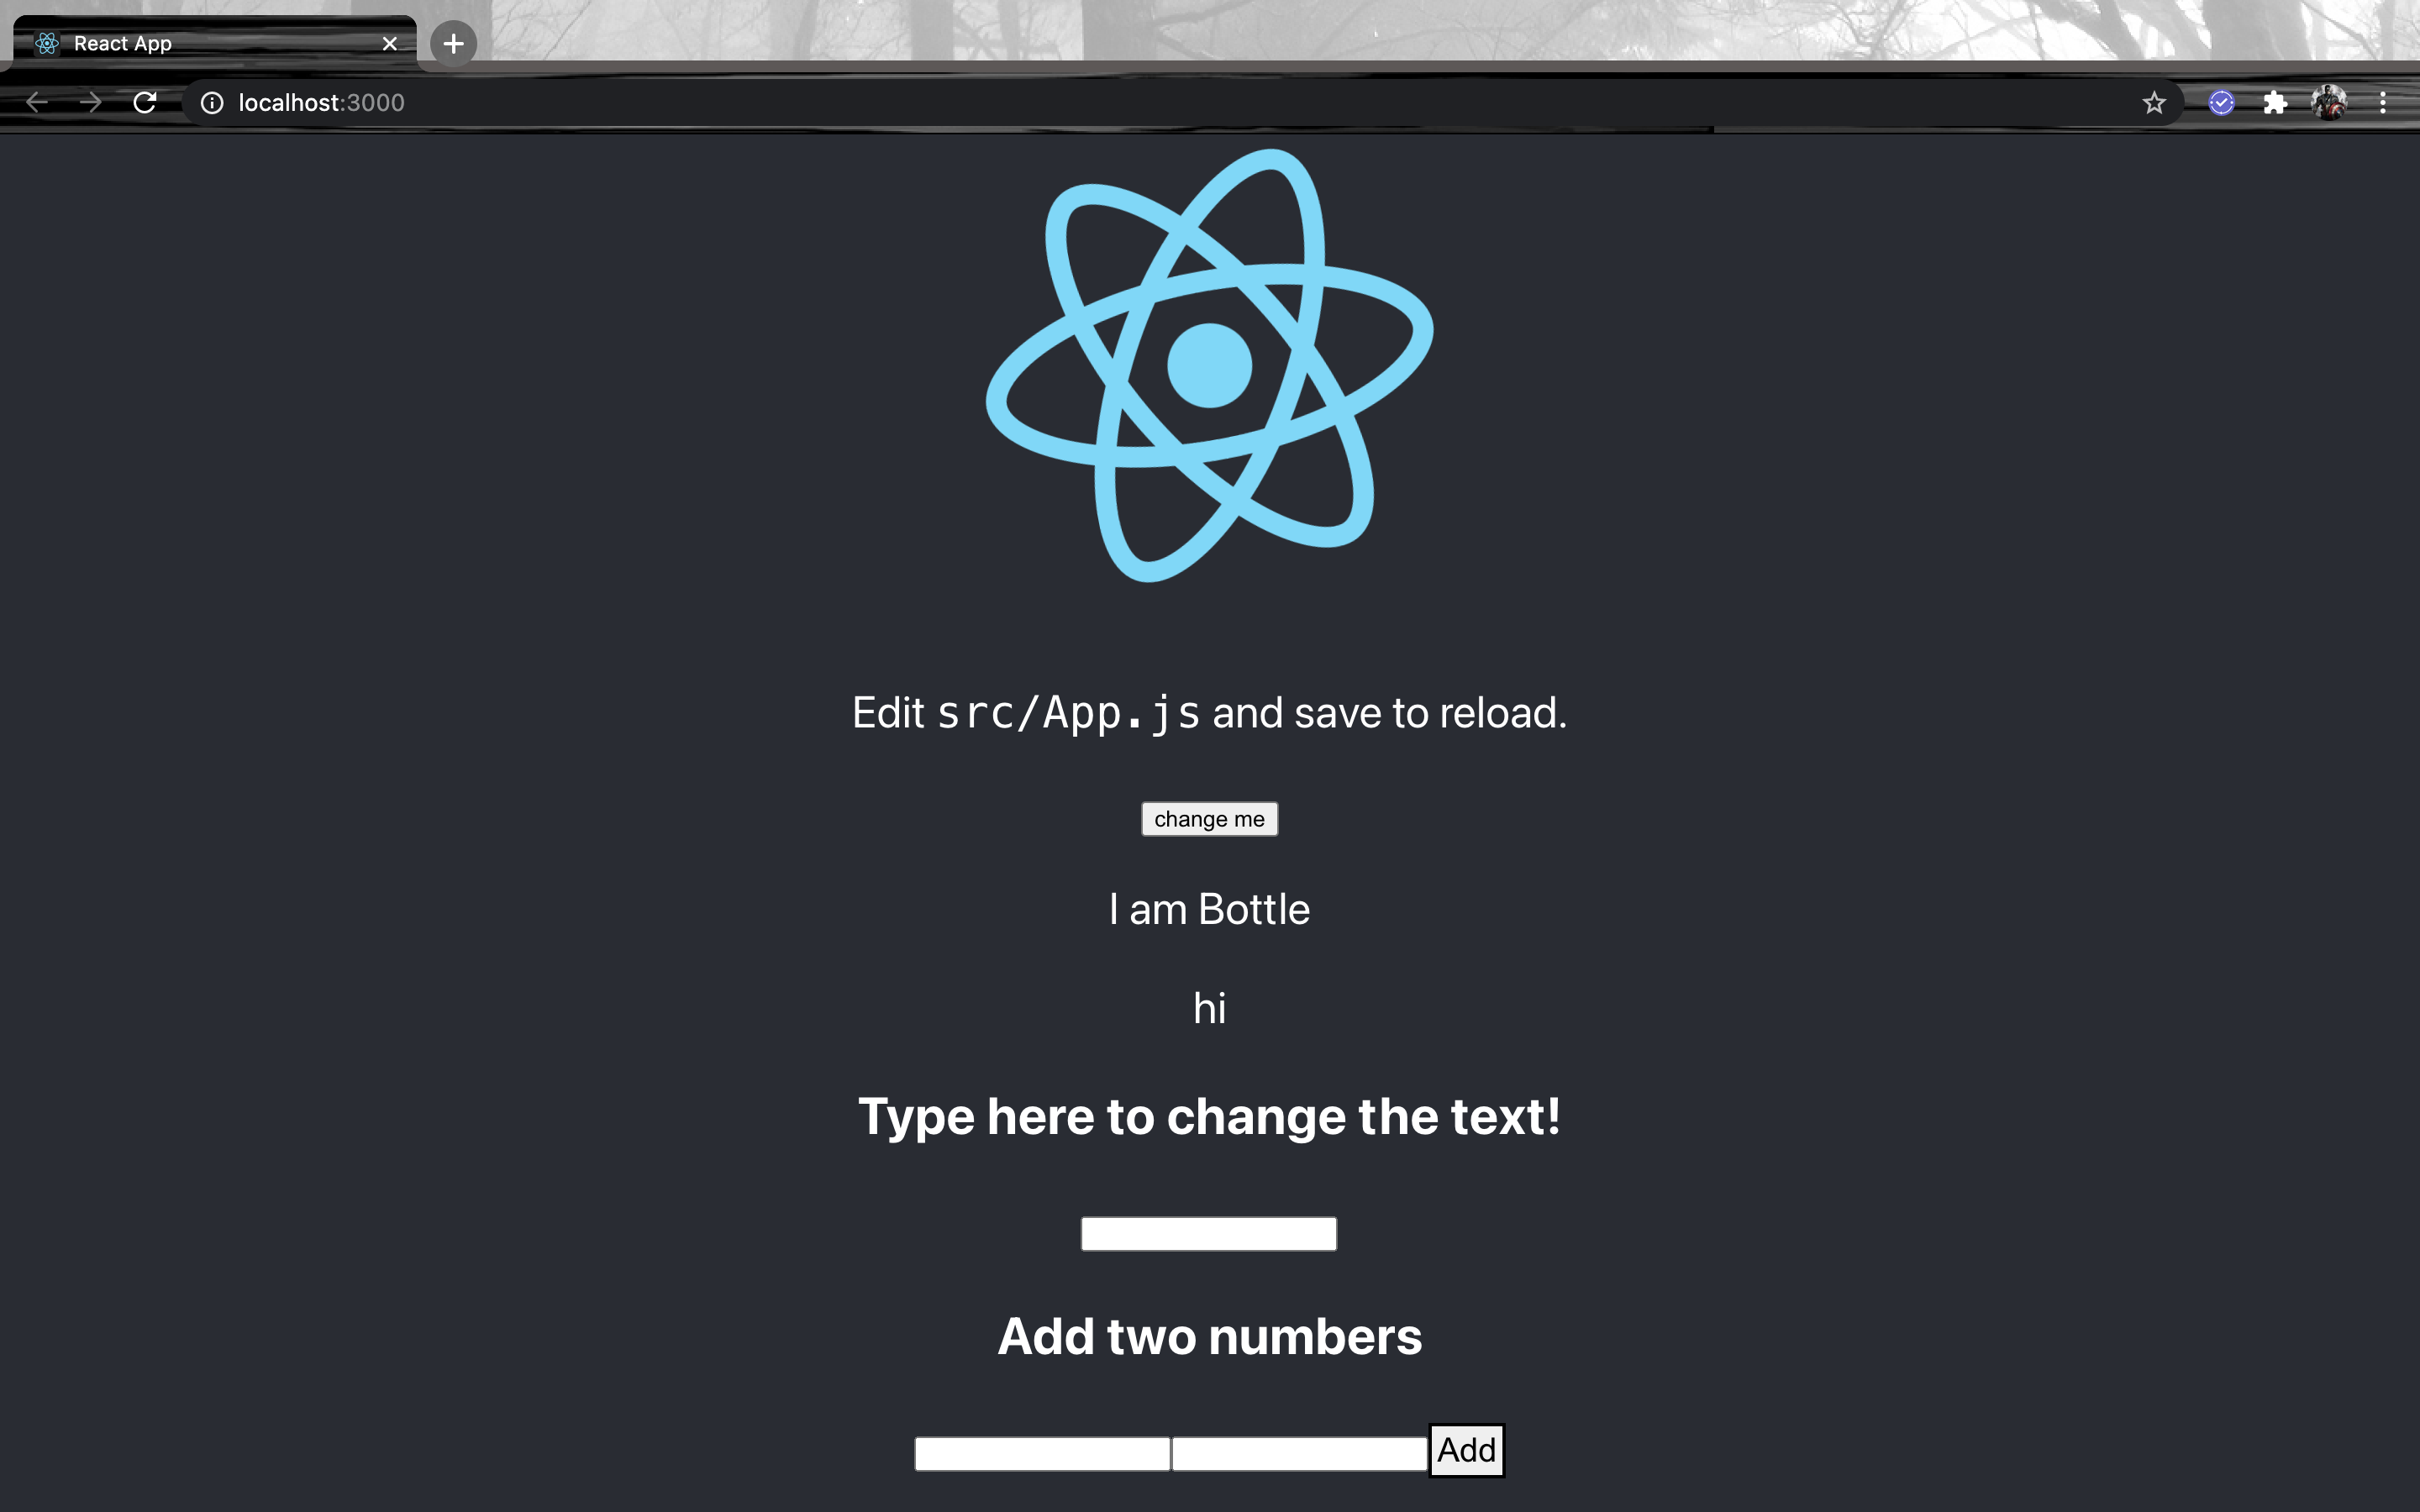 React App
localhost:3000
Edit src/App.js and save to reload.
change me
I am Bottle
hi
Type here to change the text!
Add two numbers
Add